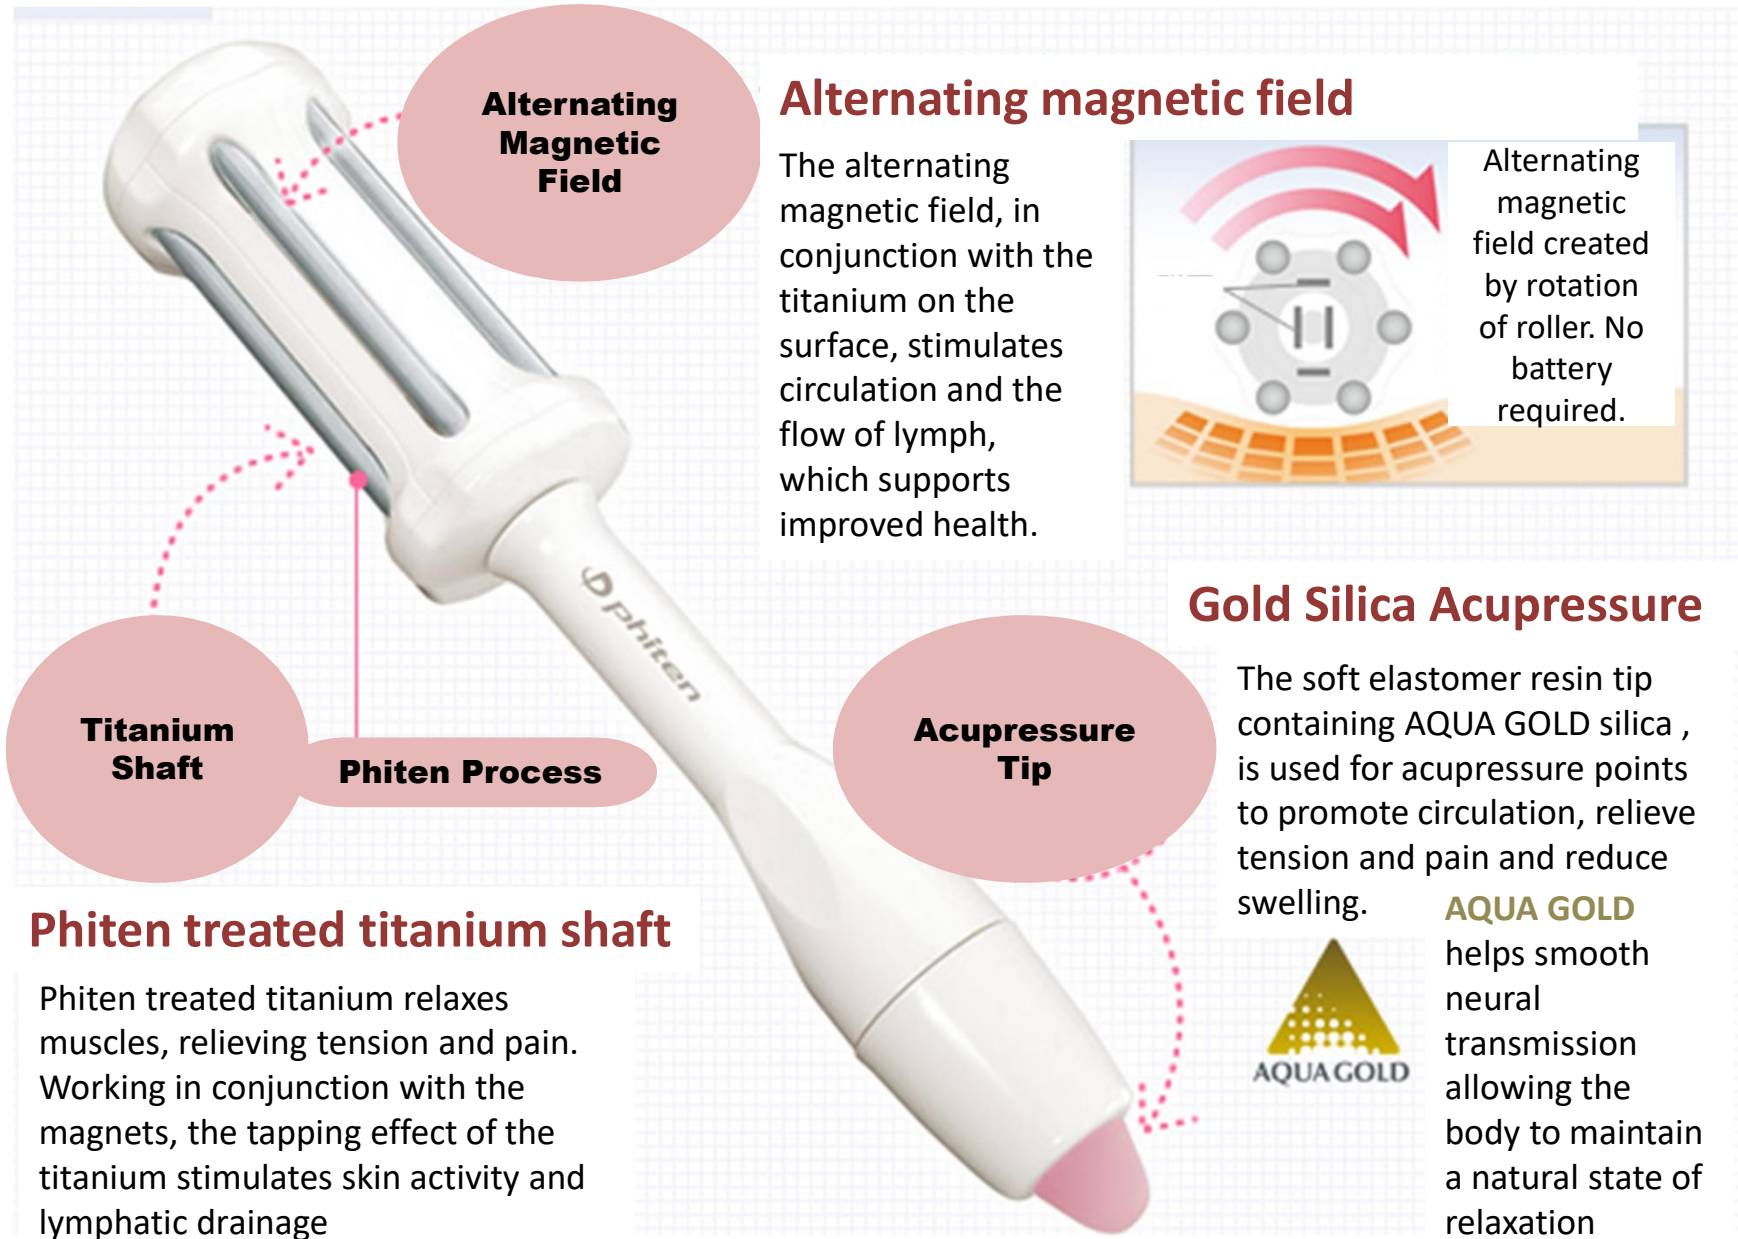 Alternating
Magnetic
Field
Alternating magnetic field
The alternating
magnetic field, in
conjunction with the
titanium on the
surface, stimulates
circulation and the
flow of lymph,
which supports
improved health.
Alternating
magnetic
field created
by rotation
of roller. No
battery
required.
phiten
Titanium
Shaft
Phiten Process
Acupressure
Tip
Gold Silica Acupressure
The soft elastomer resin tip
containing AQUA GOLD silica ,
is used for acupressure points
to promote circulation, relieve
tension and pain and reduce
swelling.
AQUA GOLD
helps smooth
neural
transmission
allowing the
body to maintain
a natural state of
relaxation
AQUA GOLD
Phiten treated titanium shaft
Phiten treated titanium relaxes
muscles, relieving tension and pain.
Working in conjunction with the
magnets, the tapping effect of the
titanium stimulates skin activity and
lymphatic drainage